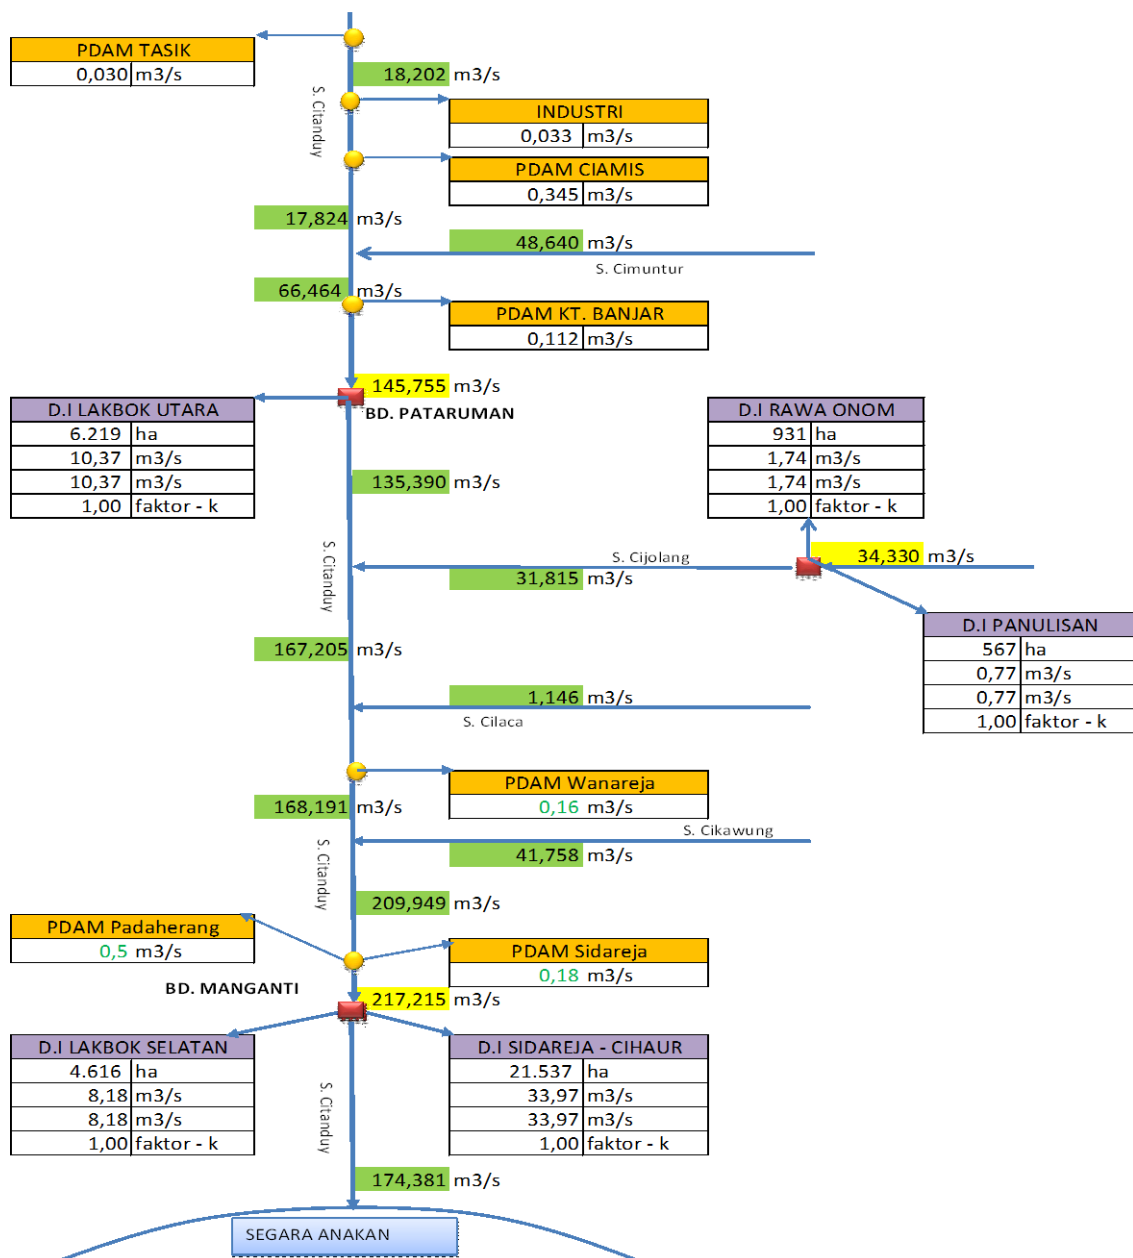 PDAM TASIK
0,030 m3/s
18,202 m3/s
S. Citanduy
INDUSTRI
0,033 m3/s
PDAM CIAMIS
0,345 m3/s
17,824 m3/s
48,640 m3/s
S. Cimuntur
66,464 m3/s
PDAM KT. BANJAR
0,112 m3/s
145,755 m3/s
BD. PATARUMAN
D.I LAKBOK UTARA
6.219 ha
10,37 m3/s
10,37 m3/s
1,00 faktor - k
D.I RAWA ONOM
931 ha
1,74 m3/s
1,74 m3/s
1,00 faktor - k
135,390 m3/s
S. Citanduy
S. Cijolang
34,330 m3/s
31,815 m3/s
D.I PANULISAN
567 ha
0,77 m3/s
0,77 m3/s
1,00 faktor - k
167,205 m3/s
1,146 m3/s
S. Cilaca
PDAM Wanareja
0,16 m3/s
168,191 m3/s
S. Cikawung
41,758 m3/s
S. Citanduy
209,949 m3/s
PDAM Padaherang
0,5 m3/s
PDAM Sidareja
0,18 m3/s
BD. MANGANTI
217,215 m3/s
D.I LAKBOK SELATAN
4.616 ha
8,18 m3/s
8,18 m3/s
1,00 faktor - k
D.I SIDAREJA - CIHAUR
21.537 ha
33,97 m3/s
33,97 m3/s
1,00 faktor - k
S. Citanduy
174,381 m3/s
SEGARA ANAKAN